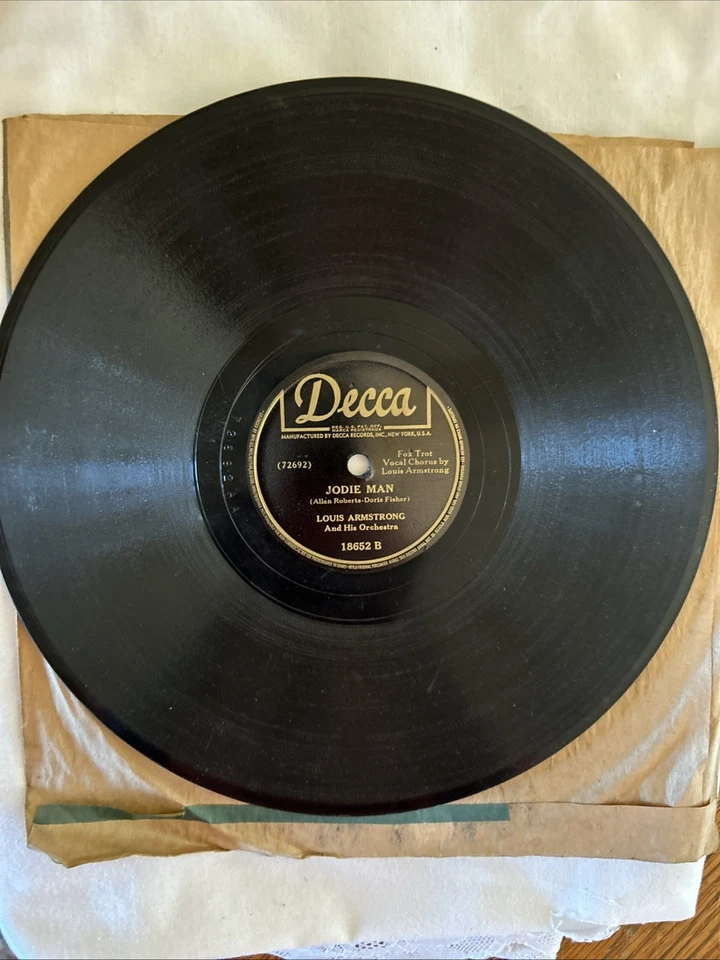 Decca
REG. U.S. PAT. OFF.
MARCA REGISTRADA
MANUFACTURED BY DECCA RECORDS, INC., NEW YORK, U.S.A.
(72692)
Fox Trot
Vocal Chorus by
Louis Armstrong
JODIE MAN
(Allan Roberts-Doris Fisher)
LOUIS ARMSTRONG
And His Orchestra
18652 B